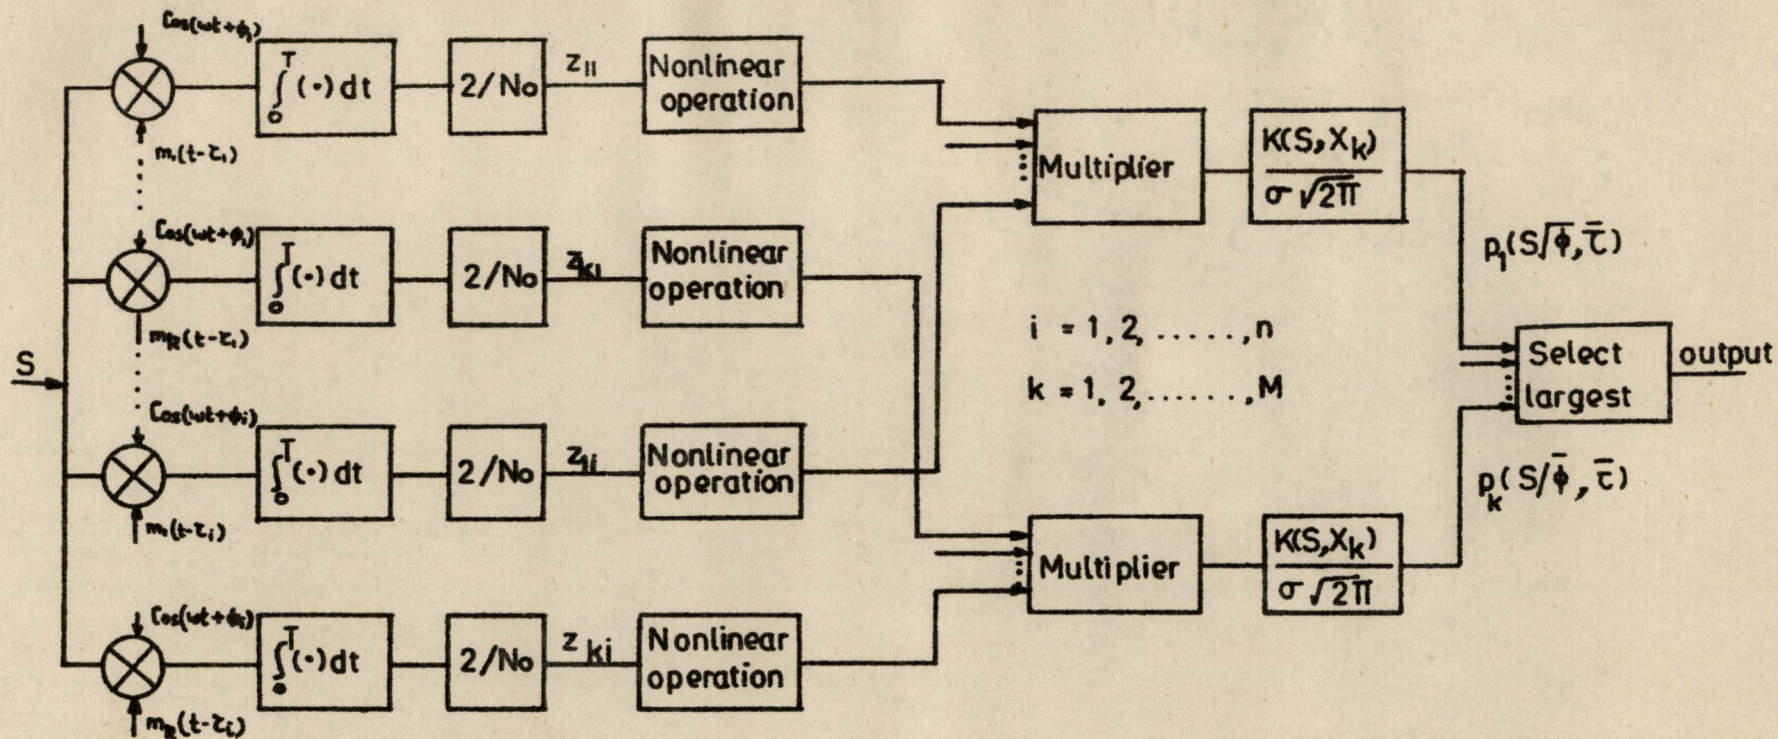 Cos(ωt+ϕ₁)
∫₀ᵀ (•) dt
2/No
z₁₁
Nonlinear
operation
m₁(t-τ₁)
Cos(ωt+ϕ₁)
∫₀ᵀ (•) dt
2/No
zₖᵢ
Nonlinear
operation
mₖ(t-τ₁)
S
Cos(ωt+ϕᵢ)
∫₀ᵀ (•) dt
2/No
z₁ᵢ
Nonlinear
operation
m₁(t-τᵢ)
Cos(ωt+ϕᵢ)
∫₀ᵀ (•) dt
2/No
z ₖᵢ
Nonlinear
operation
mₖ(t-τᵢ)
Multiplier
K(S, Xₖ)
σ √2Π
i = 1, 2, ......, n
k = 1, 2, ......, M
Multiplier
K(S, Xₖ)
σ √2Π
p₁(S/ϕ̅, τ̅)
Select
largest
output
pₖ(S/ϕ̅, τ̅)